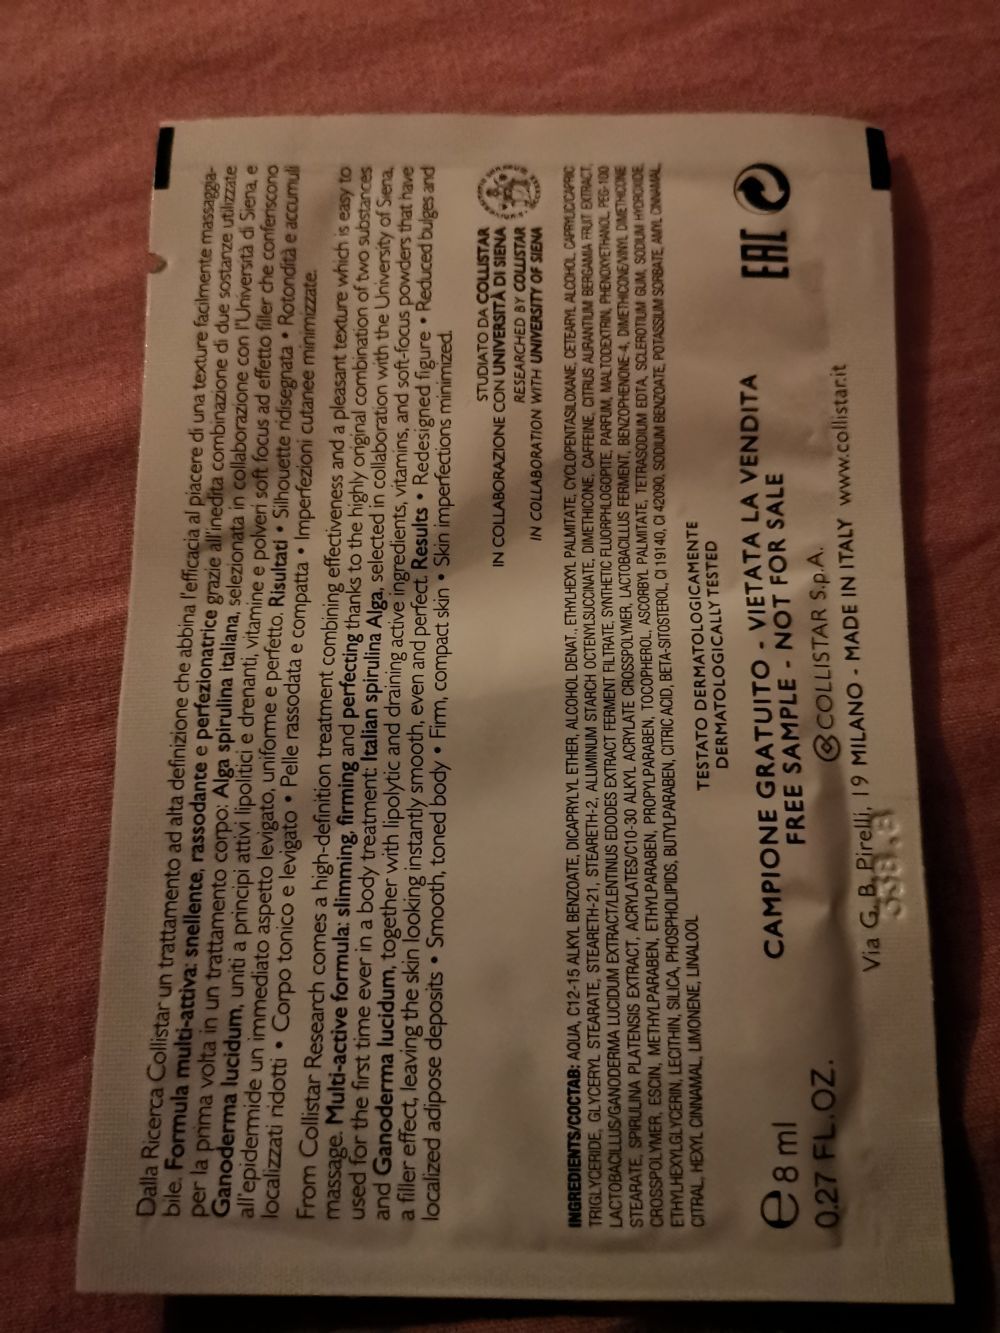 Dalla Ricerca Collistar un trattamento ad alta definizione che abbina l'efficacia al piacere di una texture facilmente massaggia-
bile. Formula multi-attiva: snellente, rassodante e perfezionatrice grazie all'inedita combinazione di due sostanze utilizzate
per la prima volta in un trattamento corpo: Alga spirulina italiana, selezionata in collaborazione con l'Università di Siena, e
Ganoderma lucidum, uniti a principi attivi lipolitici e drenanti, vitamine e polveri soft focus ad effetto filler che conferiscono
all'epidermide un immediato aspetto levigato, uniforme e perfetto. Risultati • Silhouette ridisegnata • Rotondità e accumuli
localizzati ridotti • Corpo tonico e levigato • Pelle rassodata e compatta • Imperfezioni cutanee minimizzate.
From Collistar Research comes a high-definition treatment combining effectiveness and a pleasant texture which is easy to
massage. Multi-active formula: slimming, firming and perfecting thanks to the highly original combination of two substances
used for the first time ever in a body treatment: Italian spirulina Alga, selected in collaboration with the University of Siena,
and Ganoderma lucidum, together with lipolytic and draining active ingredients, vitamins, and soft-focus powders that have
a filler effect, leaving the skin looking instantly smooth, even and perfect. Results • Redesigned figure • Reduced bulges and
localized adipose deposits • Smooth, toned body • Firm, compact skin • Skin imperfections minimized.
STUDIATO DA COLLISTAR
IN COLLABORAZIONE CON UNIVERSITÀ DI SIENA
RESEARCHED BY COLLISTAR
IN COLLABORATION WITH UNIVERSITY OF SIENA
INGREDIENTS/COCTAB: AQUA, C12-15 ALKYL BENZOATE, DICAPRYLYL ETHER, ALCOHOL DENAT., ETHYLHEXYL PALMITATE, CYCLOPENTASILOXANE, CETEARYL ALCOHOL, CAPRYLIC/CAPRIC
TRIGLYCERIDE, GLYCERYL STEARATE, STEARETH-21, STEARETH-2, ALUMINUM STARCH OCTENYLSUCCINATE, DIMETHICONE, CAFFEINE, CITRUS AURANTIUM BERGAMIA FRUIT EXTRACT,
LACTOBACILLUS/GANODERMA LUCIDUM EXTRACT/LENTINUS EDODES EXTRACT FERMENT FILTRATE, SYNTHETIC FLUORPHLOGOPITE, PARFUM, MALTODEXTRIN, PHENOXYETHANOL, PEG-100
STEARATE, SPIRULINA PLATENSIS EXTRACT, ACRYLATES/C10-30 ALKYL ACRYLATE CROSSPOLYMER, LACTOBACILLUS FERMENT, BENZOPHENONE-4, DIMETHICONE/VINYL DIMETHICONE
CROSSPOLYMER, ESCIN, METHYLPARABEN, ETHYLPARABEN, PROPYLPARABEN, TOCOPHEROL, ASCORBYL PALMITATE, TETRASODIUM EDTA, SCLEROTIUM GUM, SODIUM HYDROXIDE,
ETHYLHEXYLGLYCERIN, LECITHIN, SILICA, PHOSPHOLIPIDS, BUTYLPARABEN, CITRIC ACID, BETA-SITOSTEROL, CI 19140, CI 42090, SODIUM BENZOATE, POTASSIUM SORBATE, AMYL CINNAMAL,
CITRAL, HEXYL CINNAMAL, LIMONENE, LINALOOL
TESTATO DERMATOLOGICAMENTE
DERMATOLOGICALLY TESTED
℮ 8 ml
0.27 FL.OZ.
CAMPIONE GRATUITO - VIETATA LA VENDITA
FREE SAMPLE - NOT FOR SALE
EAC
COLLISTAR S.p.A.
Via G. B. Pirelli, 19 MILANO - MADE IN ITALY www.collistar.it